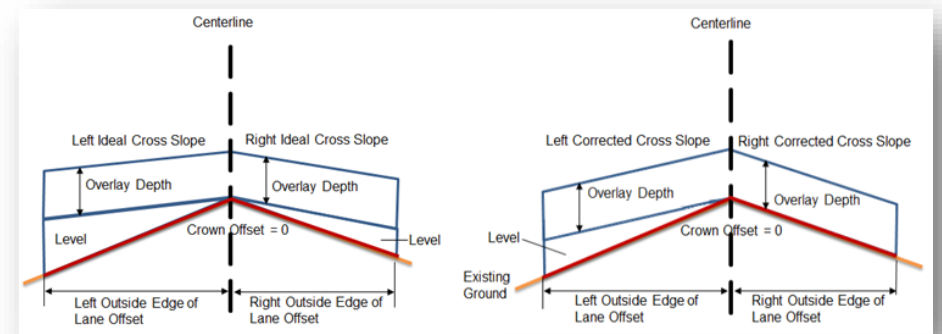 Centerline
Left Ideal Cross Slope
Right Ideal Cross Slope
Overlay Depth
Overlay Depth
Level
Crown Offset = 0
Level
Left Outside Edge of
Lane Offset
Right Outside Edge of
Lane Offset
Centerline
Left Corrected Cross Slope
Right Corrected Cross Slope
Overlay Depth
Overlay Depth
Level
Crown Offset = 0
Existing
Ground
Left Outside Edge of
Lane Offset
Right Outside Edge of
Lane Offset